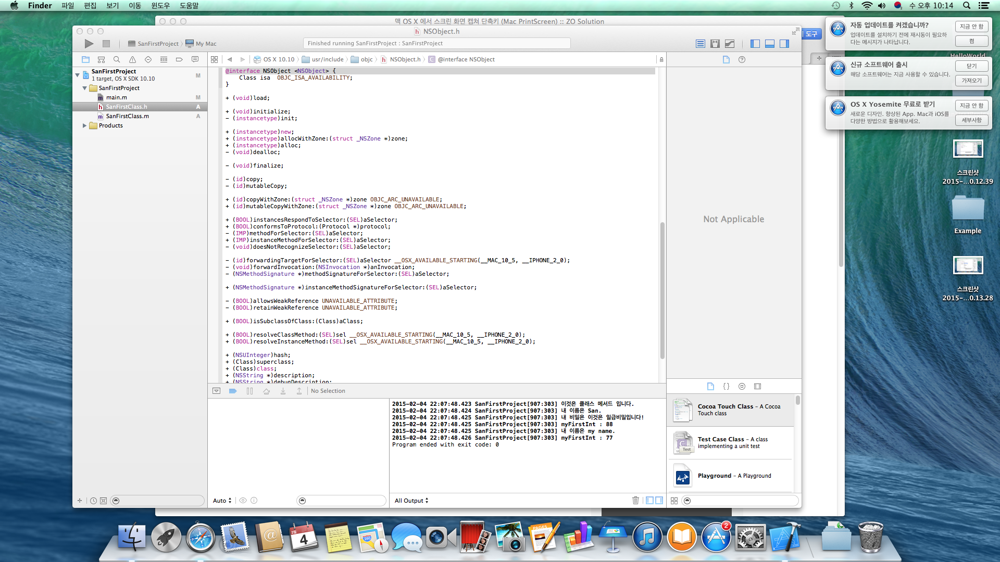 Finder 파일 편집 보기 이동 윈도우 도움말
수 오후 10:14
맥 OS X 에서 스크린 화면 캡쳐 단축키 (Mac PrintScreen) :: ZO Solution
NSObject.h
SanFirstProject My Mac
Finished running SanFirstProject : SanFirstProject
OS X 10.10 usr/include objc NSObject.h @interface NSObject
SanFirstProject
1 target, OS X SDK 10.10
M
SanFirstProject
main.m M
SanFirstClass.h A
SanFirstClass.m A
Products
@interface NSObject <NSObject> {
Class isa  OBJC_ISA_AVAILABILITY;
}
+ (void)load;
+ (void)initialize;
- (instancetype)init;
+ (instancetype)new;
+ (instancetype)allocWithZone:(struct _NSZone *)zone;
+ (instancetype)alloc;
- (void)dealloc;
- (void)finalize;
- (id)copy;
- (id)mutableCopy;
+ (id)copyWithZone:(struct _NSZone *)zone OBJC_ARC_UNAVAILABLE;
+ (id)mutableCopyWithZone:(struct _NSZone *)zone OBJC_ARC_UNAVAILABLE;
+ (BOOL)instancesRespondToSelector:(SEL)aSelector;
+ (BOOL)conformsToProtocol:(Protocol *)protocol;
- (IMP)methodForSelector:(SEL)aSelector;
+ (IMP)instanceMethodForSelector:(SEL)aSelector;
- (void)doesNotRecognizeSelector:(SEL)aSelector;
- (id)forwardingTargetForSelector:(SEL)aSelector __OSX_AVAILABLE_STARTING(__MAC_10_5, __IPHONE_2_0);
- (void)forwardInvocation:(NSInvocation *)anInvocation;
- (NSMethodSignature *)methodSignatureForSelector:(SEL)aSelector;
+ (NSMethodSignature *)instanceMethodSignatureForSelector:(SEL)aSelector;
- (BOOL)allowsWeakReference UNAVAILABLE_ATTRIBUTE;
- (BOOL)retainWeakReference UNAVAILABLE_ATTRIBUTE;
+ (BOOL)isSubclassOfClass:(Class)aClass;
+ (BOOL)resolveClassMethod:(SEL)sel __OSX_AVAILABLE_STARTING(__MAC_10_5, __IPHONE_2_0);
+ (BOOL)resolveInstanceMethod:(SEL)sel __OSX_AVAILABLE_STARTING(__MAC_10_5, __IPHONE_2_0);
+ (NSUInteger)hash;
+ (Class)superclass;
+ (Class)class;
+ (NSString *)description;
+ (NSString *)debugDescription;
No Selection
2015-02-04 22:07:48.423 SanFirstProject[907:303] 이것은 클래스 메서드 입니다.
2015-02-04 22:07:48.424 SanFirstProject[907:303] 내 이름은 San.
2015-02-04 22:07:48.425 SanFirstProject[907:303] 내 비밀은 이것은 일급비밀입니다!
2015-02-04 22:07:48.425 SanFirstProject[907:303] myFirstInt : 88
2015-02-04 22:07:48.425 SanFirstProject[907:303] 내 이름은 my name.
2015-02-04 22:07:48.426 SanFirstProject[907:303] myFirstInt : 77
Program ended with exit code: 0
Auto
All Output
Not Applicable
Cocoa Touch Class – A Cocoa
Touch class
Test Case Class – A class
implementing a unit test
Test
Playground – A Playground
도구
자동 업데이트를 켜겠습니까?
업데이트를 설치하기 전에 재시동이 필요하
다는 메시지가 나타납니다.
지금 안 함
켬
HelloWorld
신규 소프트웨어 출시
해당 소프트웨어는 지금 사용할 수 있습니다.
닫기
가져오기
OS X Yosemite 무료로 받기
새로운 디자인. 향상된 App. Mac과 iOS를
다양한 방법으로 활용해보세요.
지금 안 함
세부사항
스크린샷
2015-...0.12.39
Example
스크린샷
2015-...0.13.28
2월
4
280
PAGES
2